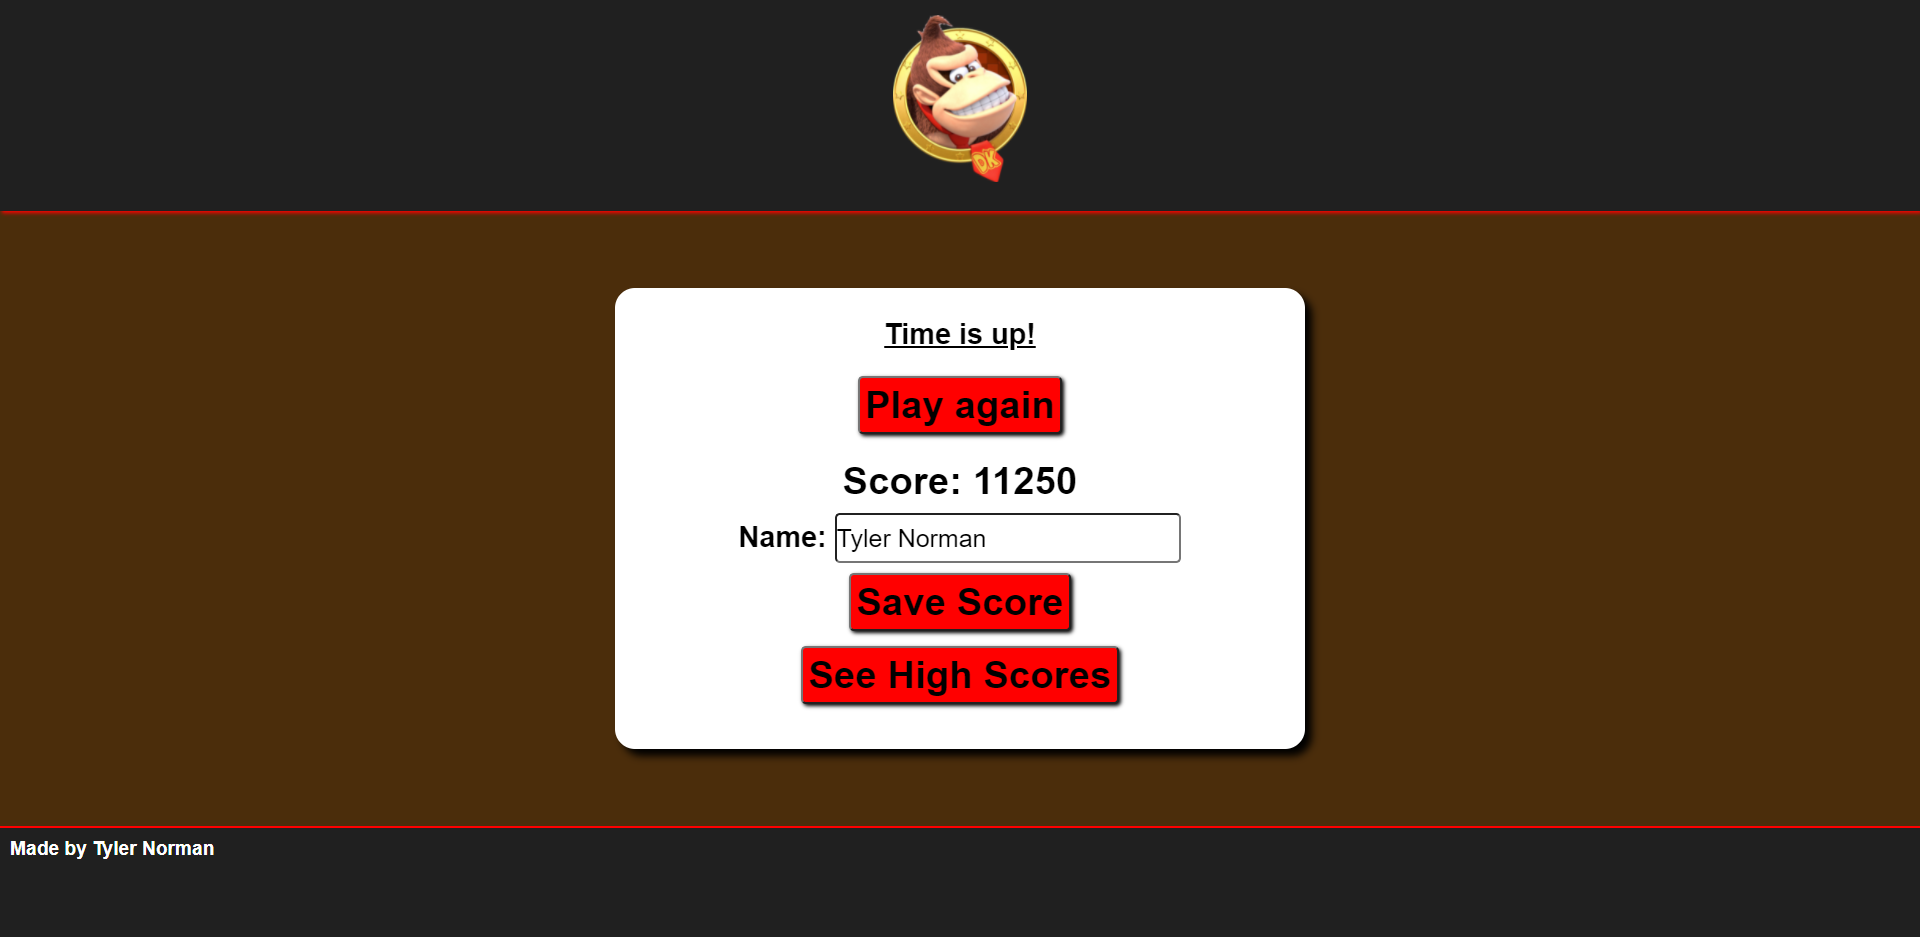 DK
Time is up!
Play again
Score: 11250
Name: Tyler Norman
Save Score
See High Scores
Made by Tyler Norman